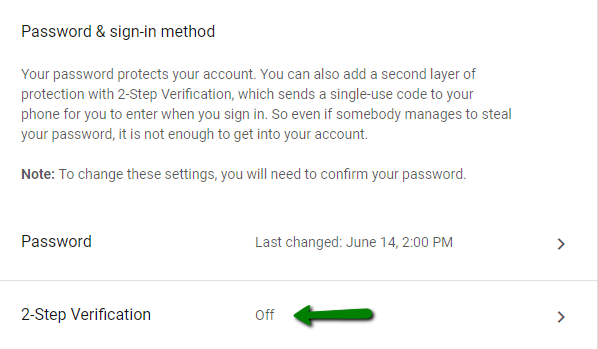 Password & sign-in method
Your password protects your account. You can also add a second layer of
protection with 2-Step Verification, which sends a single-use code to your
phone for you to enter when you sign in. So even if somebody manages to steal
your password, it is not enough to get into your account.
Note: To change these settings, you will need to confirm your password.
Password Last changed: June 14, 2:00 PM
2-Step Verification Off